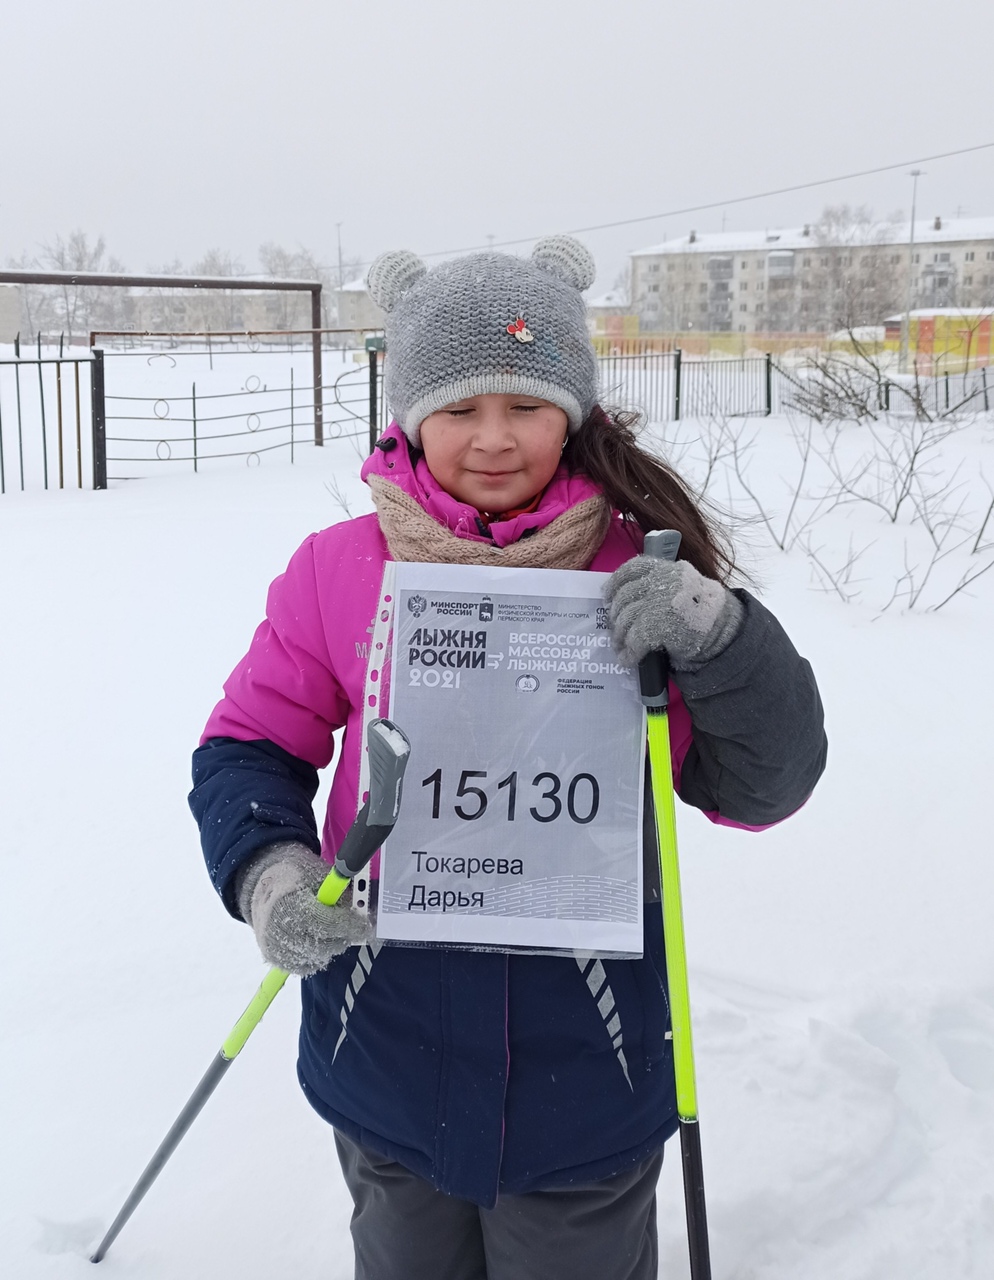 МИНСПОРТ
РОССИИ
МИНИСТЕРСТВО
ФИЗИЧЕСКОЙ КУЛЬТУРЫ И СПОРТА
ПЕРМСКОГО КРАЯ
ЛЫЖНЯ
РОССИИ
2021
ВСЕРОССИЙС
МАССОВАЯ
ЛЫЖНАЯ ГОНКА
ФЕДЕРАЦИЯ
ЛЫЖНЫХ ГОНОК
РОССИИ
15130
Токарева
Дарья